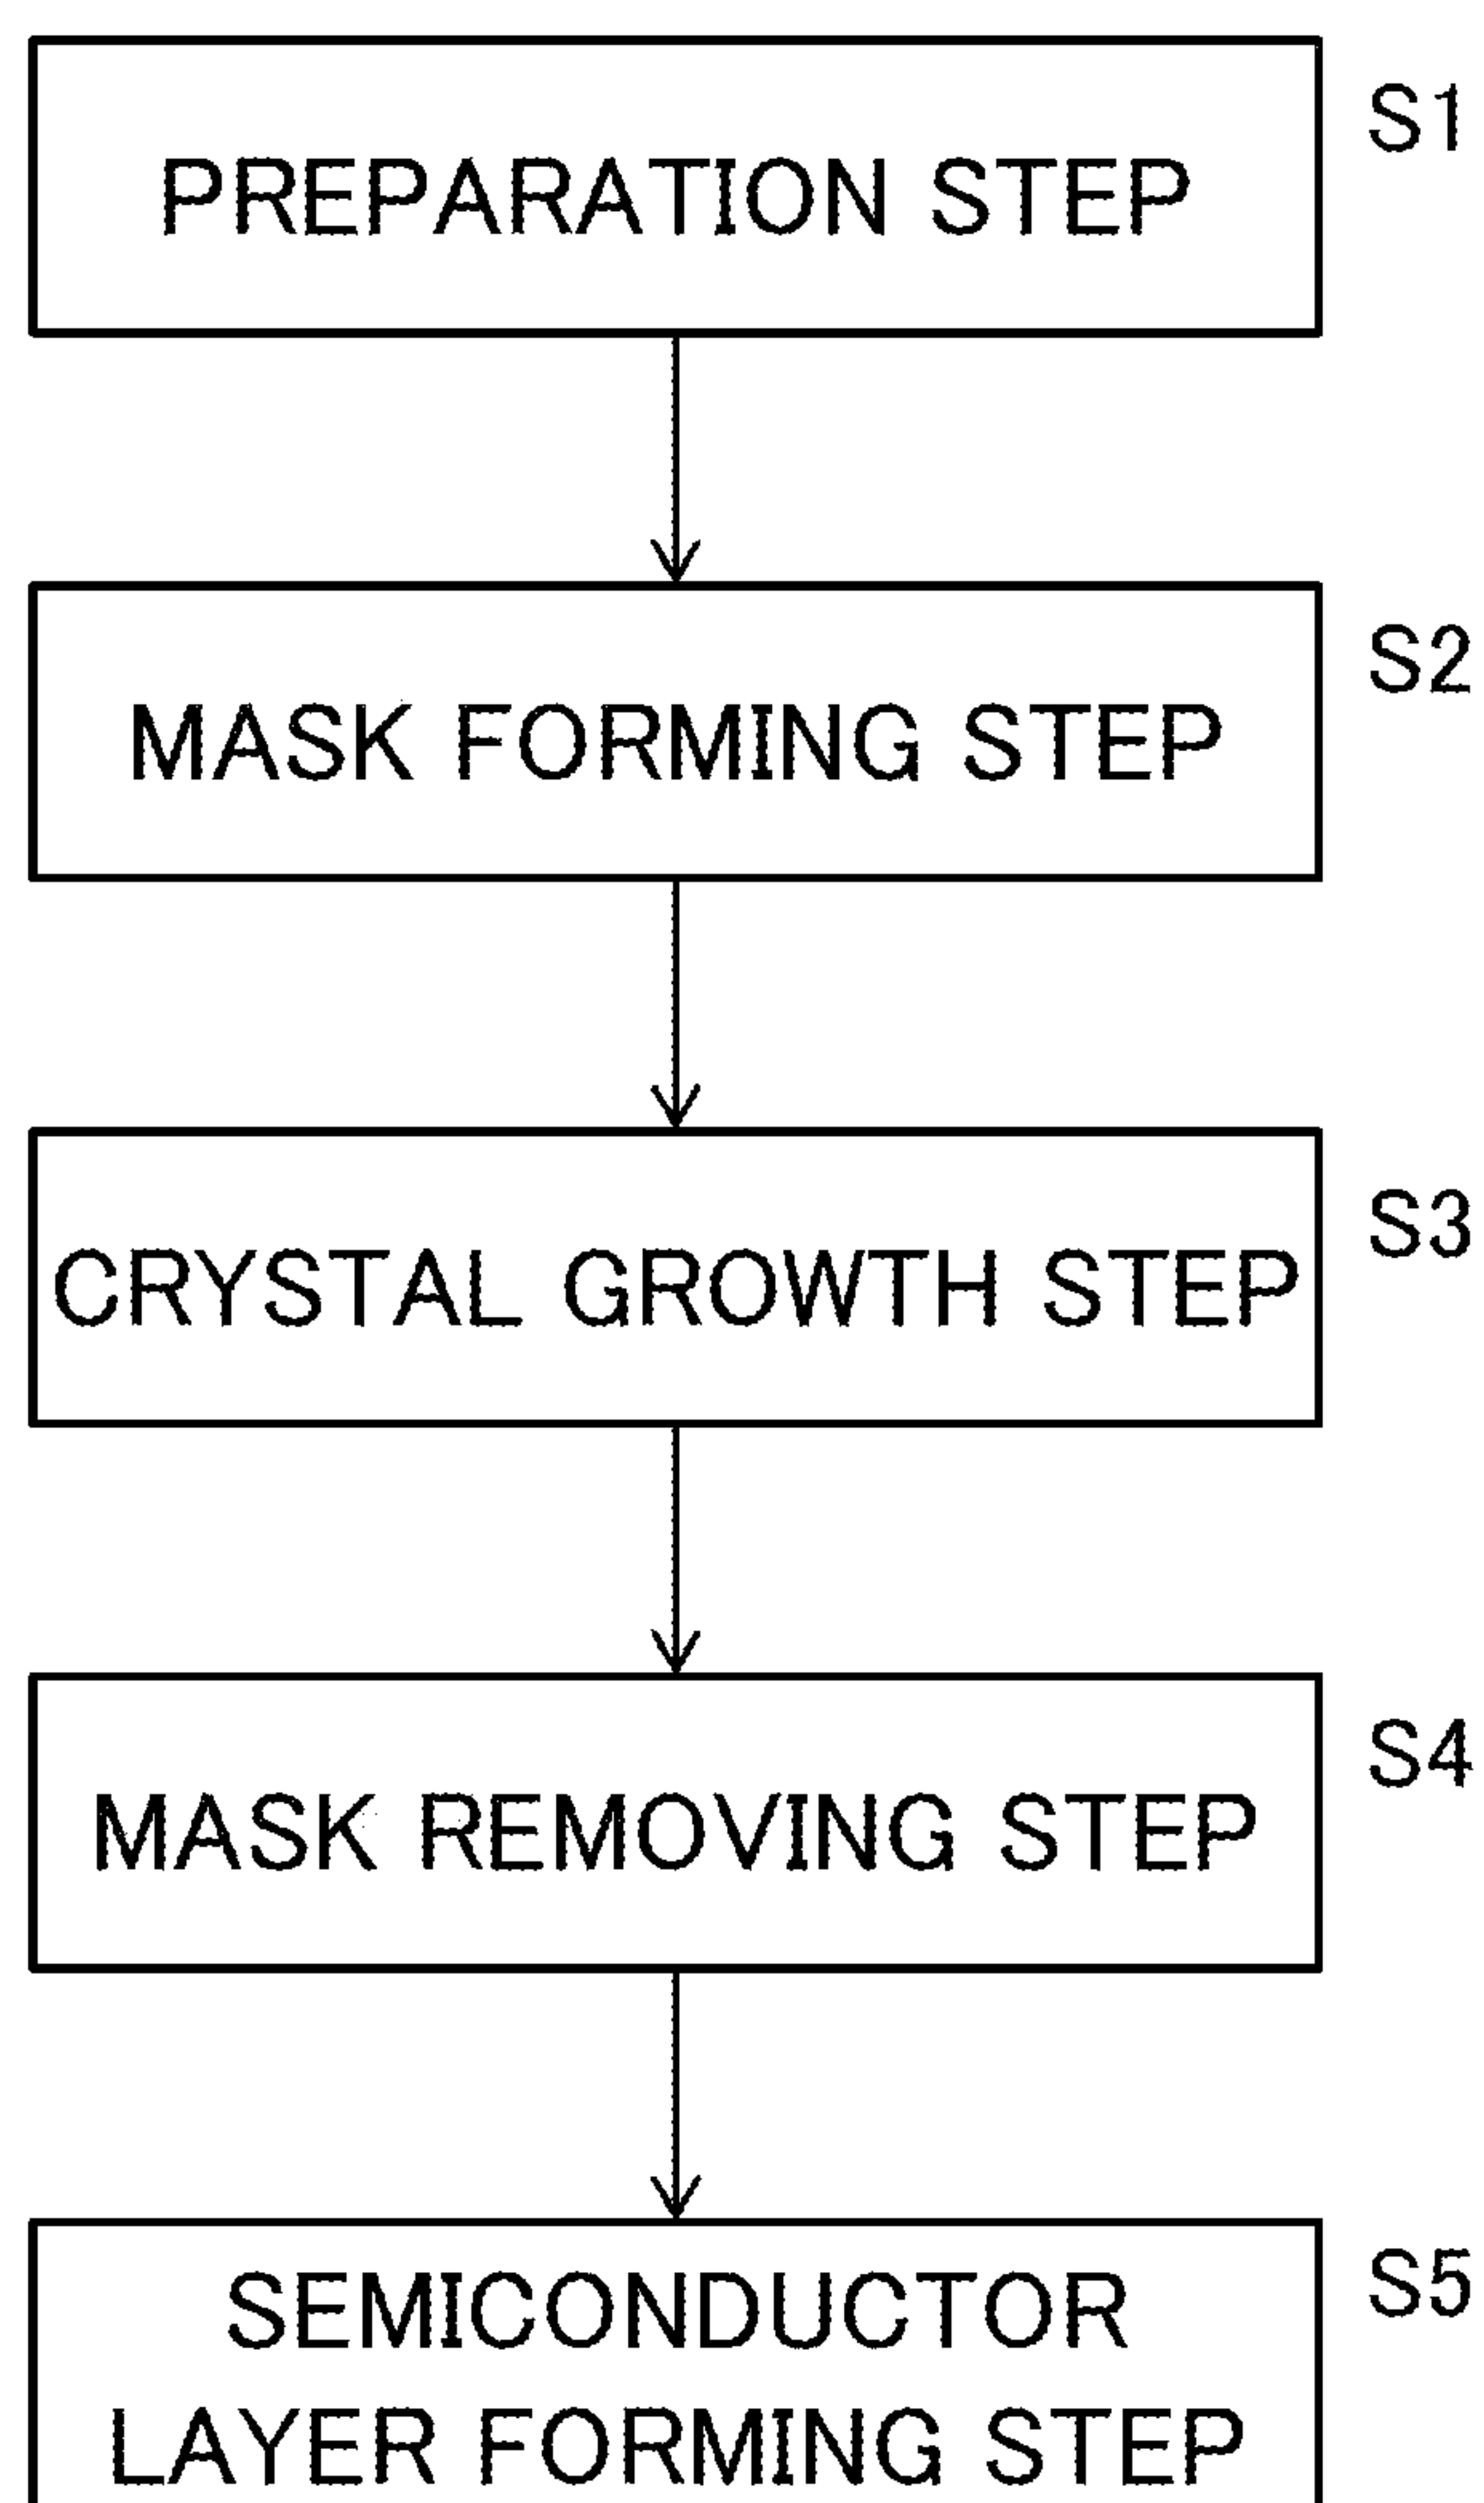 PREPARATION STEP
S1
MASK FORMING STEP
S2
CRYSTAL GROWTH STEP
S3
MASK REMOVING STEP
S4
SEMICONDUCTOR
LAYER FORMING STEP
S5